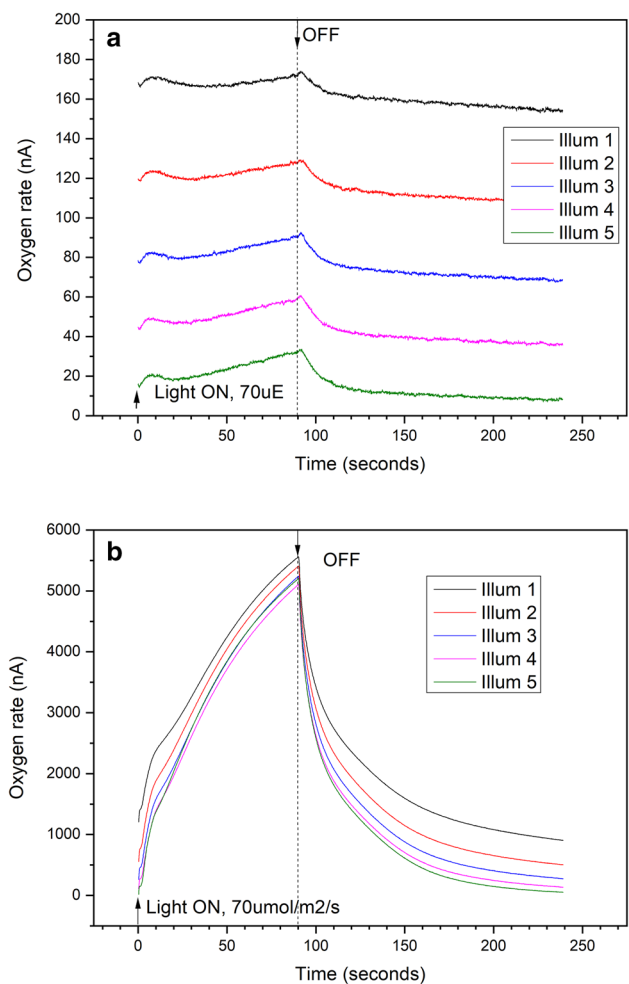 a
OFF
Oxygen rate (nA)
200
180
160
140
120
100
80
60
40
20
0
Illum 1
Illum 2
Illum 3
Illum 4
Illum 5
Light ON, 70uE
0 50 100 150 200 250
Time (seconds)
b
OFF
Oxygen rate (nA)
6000
5000
4000
3000
2000
1000
0
Illum 1
Illum 2
Illum 3
Illum 4
Illum 5
Light ON, 70umol/m2/s
0 50 100 150 200 250
Time (seconds)